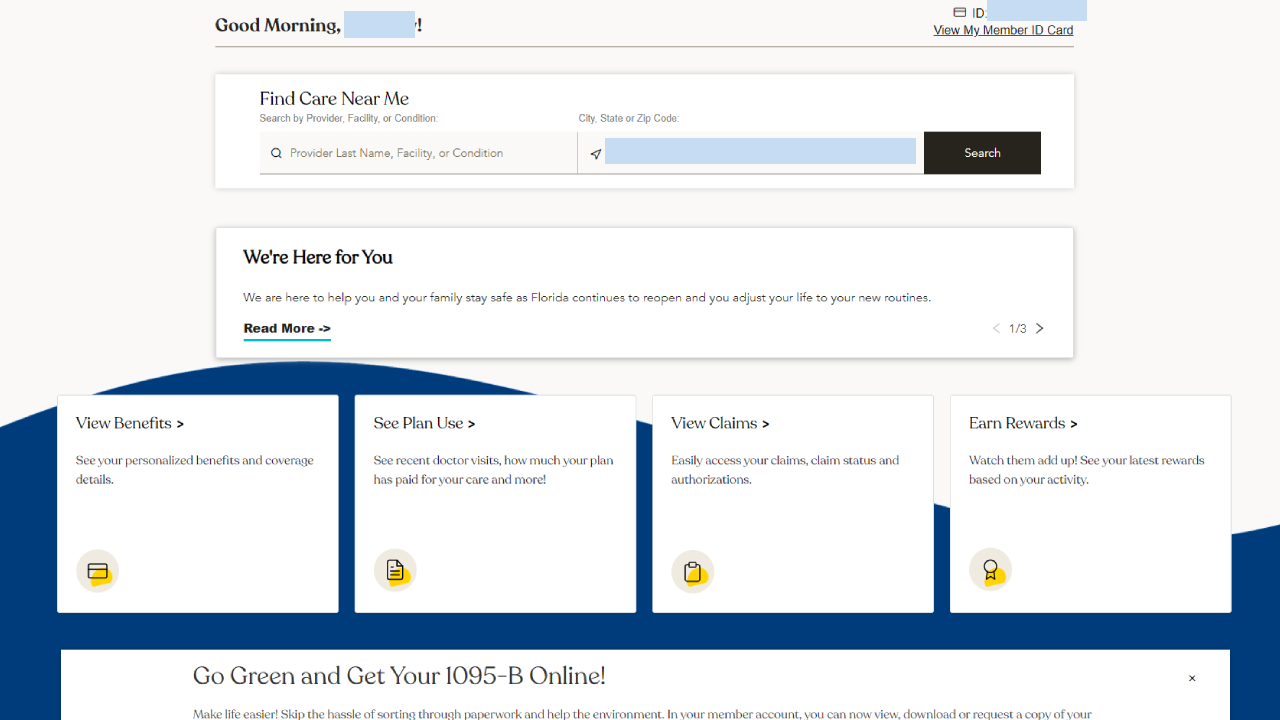 Good Morning, !
ID:
View My Member ID Card
Find Care Near Me
Search by Provider, Facility, or Condition:
City, State or Zip Code:
Provider Last Name, Facility, or Condition
Search
We're Here for You
We are here to help you and your family stay safe as Florida continues to reopen and you adjust your life to your new routines.
Read More ->
< 1/3 >
View Benefits >
See your personalized benefits and coverage
details.
See Plan Use >
See recent doctor visits, how much your plan
has paid for your care and more!
View Claims >
Easily access your claims, claim status and
authorizations.
Earn Rewards >
Watch them add up! See your latest rewards
based on your activity.
Go Green and Get Your 1095-B Online!
×
Make life easier! Skip the hassle of sorting through paperwork and help the environment. In your member account, you can now view, download or request a copy of your